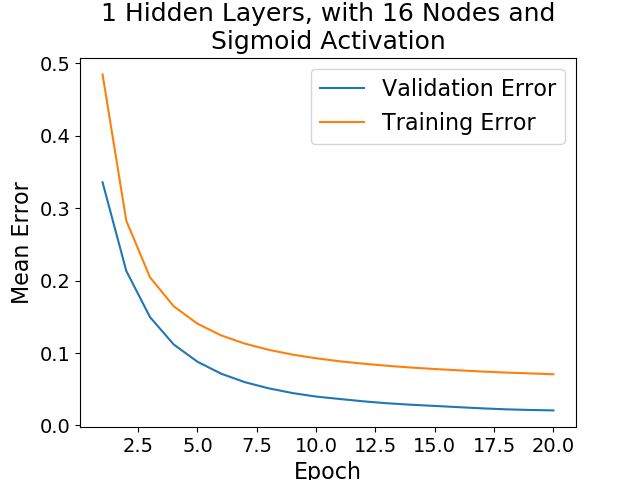 1 Hidden Layers, with 16 Nodes and
Sigmoid Activation
Validation Error
Training Error
Mean Error
0.5
0.4
0.3
0.2
0.1
0.0
2.5 5.0 7.5 10.0 12.5 15.0 17.5 20.0
Epoch